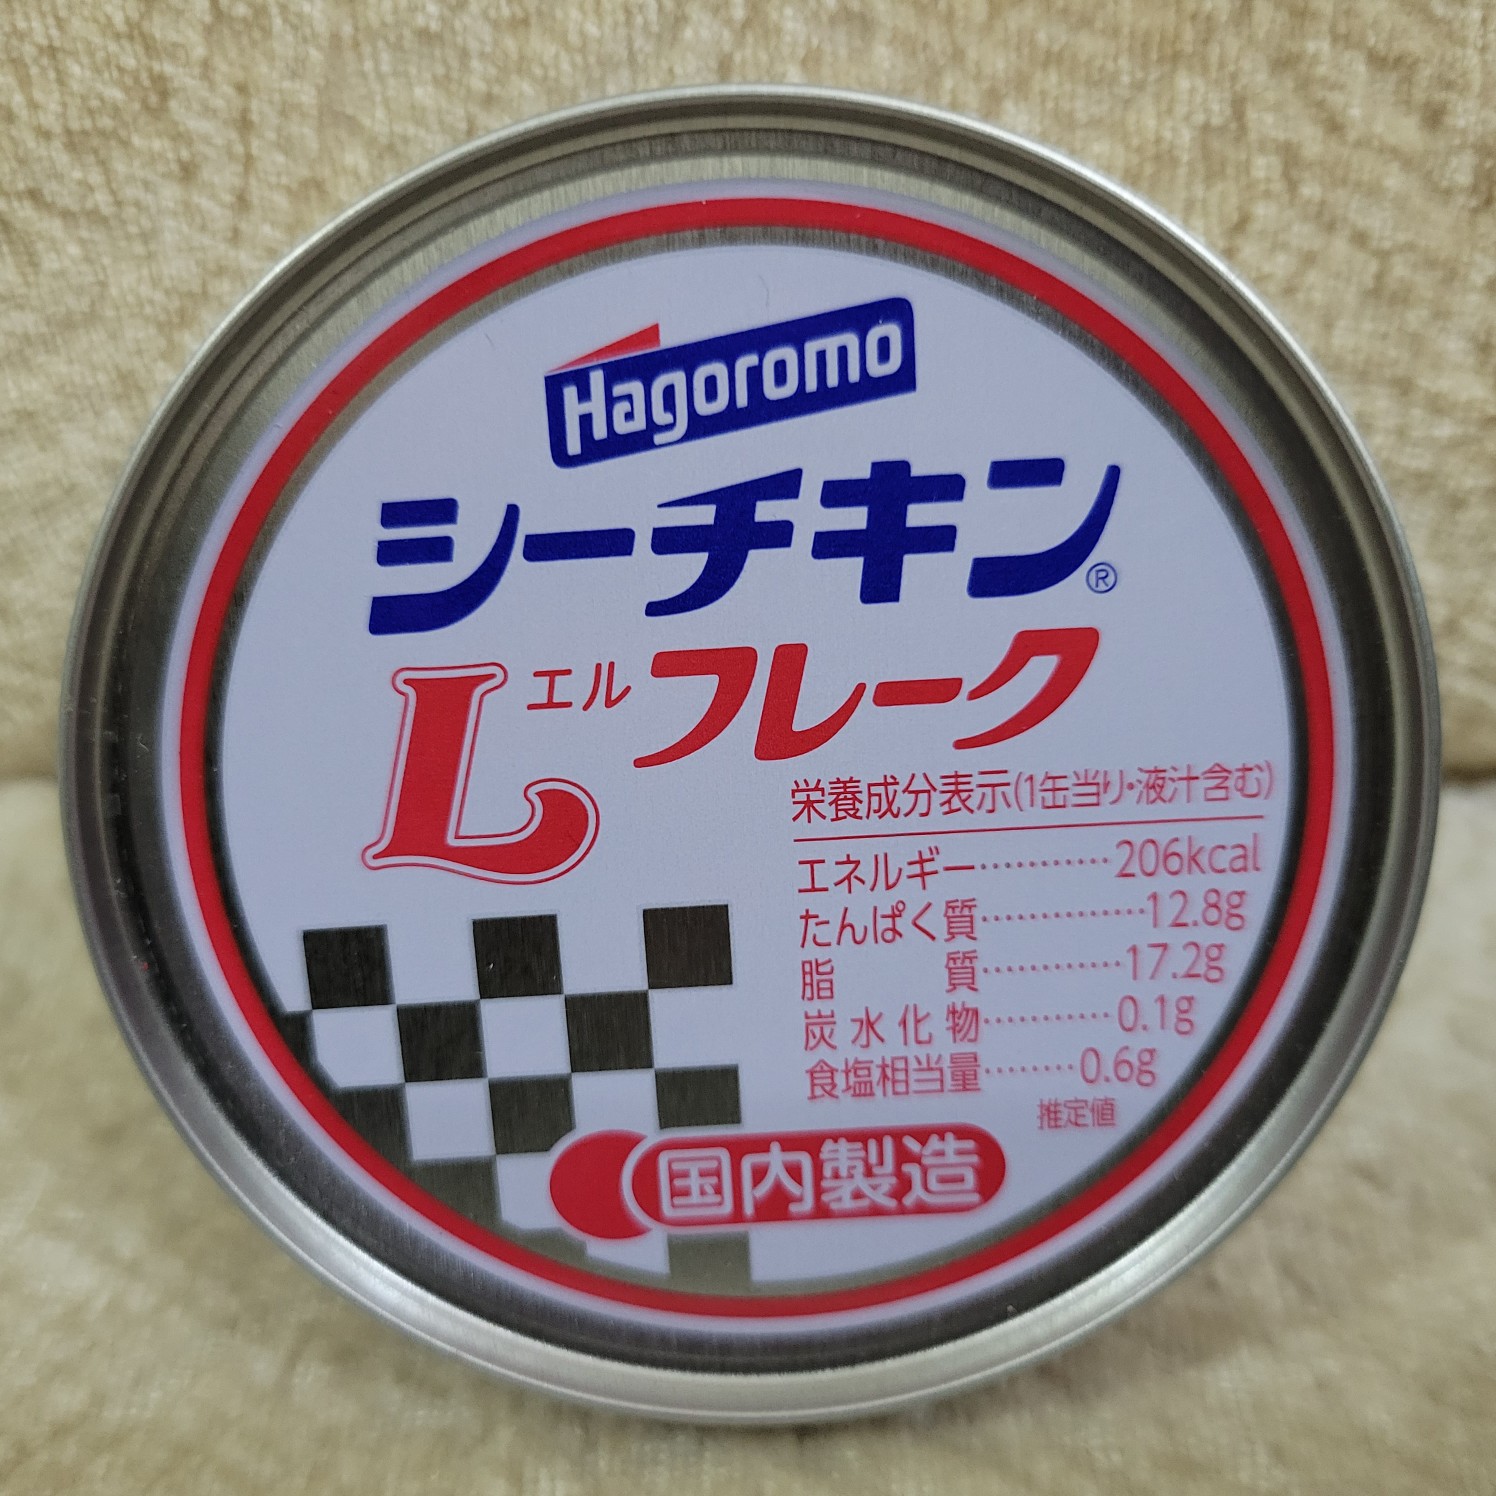 Hagoromo
シーチキン®
L エル フレーク
栄養成分表示(1缶当り・液汁含む)
エネルギー…………206kcal
たんぱく質……………12.8g
脂質……………17.2g
炭水化物…………0.1g
食塩相当量………0.6g
推定値
国内製造